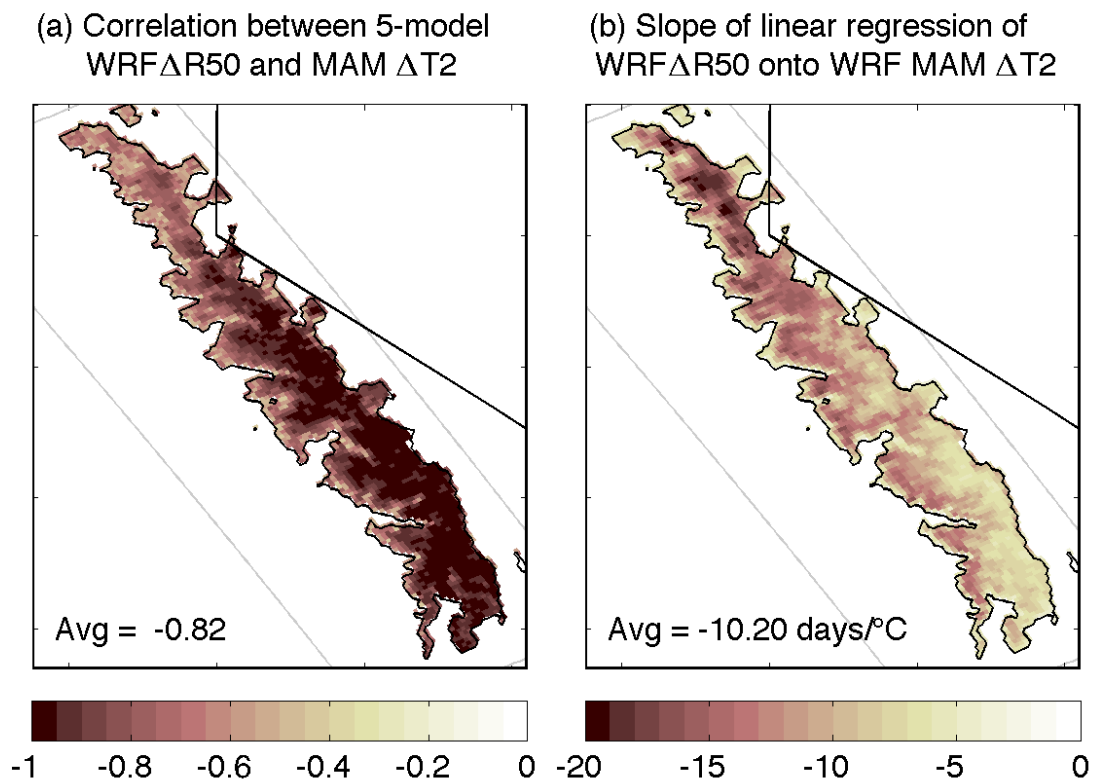 (a) Correlation between 5-model
WRFΔR50 and MAM ΔT2
(b) Slope of linear regression of
WRFΔR50 onto WRF MAM ΔT2
Avg = -0.82
Avg = -10.20 days/°C
-1 -0.8 -0.6 -0.4 -0.2 0
-20 -15 -10 -5 0